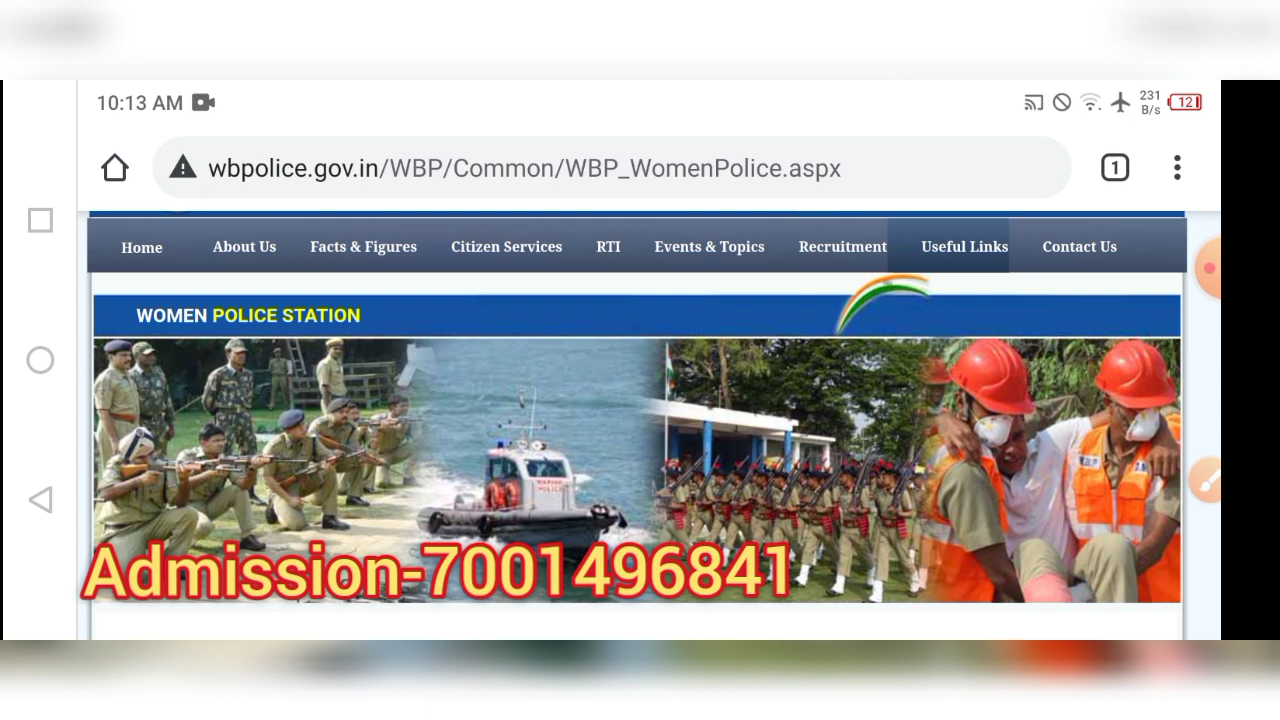 10:13 AM
231
B/s
12
wbpolice.gov.in/WBP/Common/WBP_WomenPolice.aspx
1
Home About Us Facts & Figures Citizen Services RTI Events & Topics Recruitment Useful Links Contact Us
WOMEN POLICE STATION
Admission-7001496841